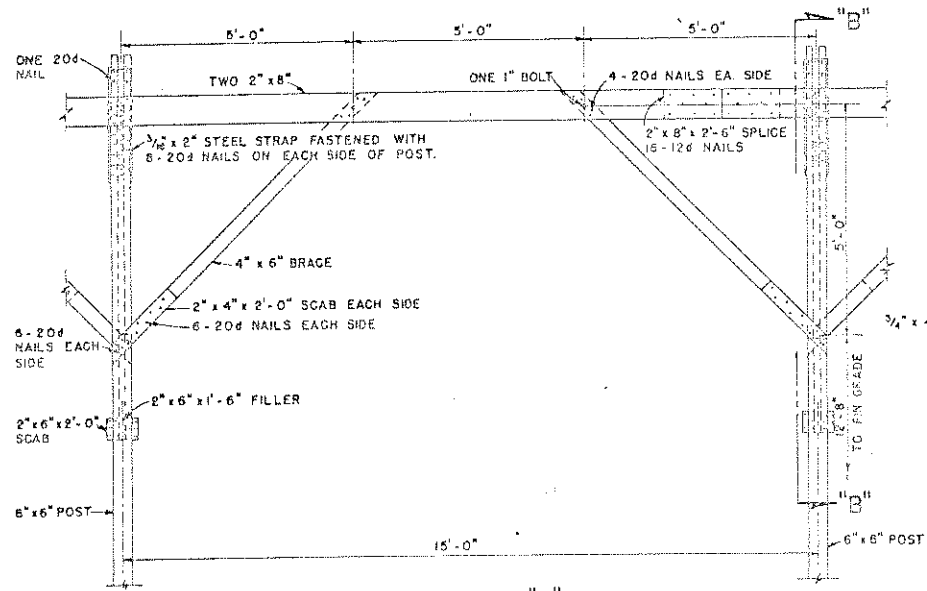 5'-0"
5'-0"
5'-0"
"B"
ONE 20d
NAIL
TWO 2" x 8"
ONE 1" BOLT
4 - 20d NAILS EA. SIDE
3/16" x 2" STEEL STRAP FASTENED WITH
8 - 20d NAILS ON EACH SIDE OF POST.
2" x 8" x 2'-6" SPLICE
16 - 12d NAILS
5'-0"
4" x 6" BRACE
2" x 4" x 2'-0" SCAB EACH SIDE
6 - 20d NAILS EACH SIDE
6 - 20d
NAILS EACH
SIDE
3/4" x
2" x 6" x 1'-6" FILLER
2" x 6" x 2'-0"
SCAB
12'-8"
TO FIN GRADE
6" x 6" POST
"B"
15'-0"
6" x 6" POST